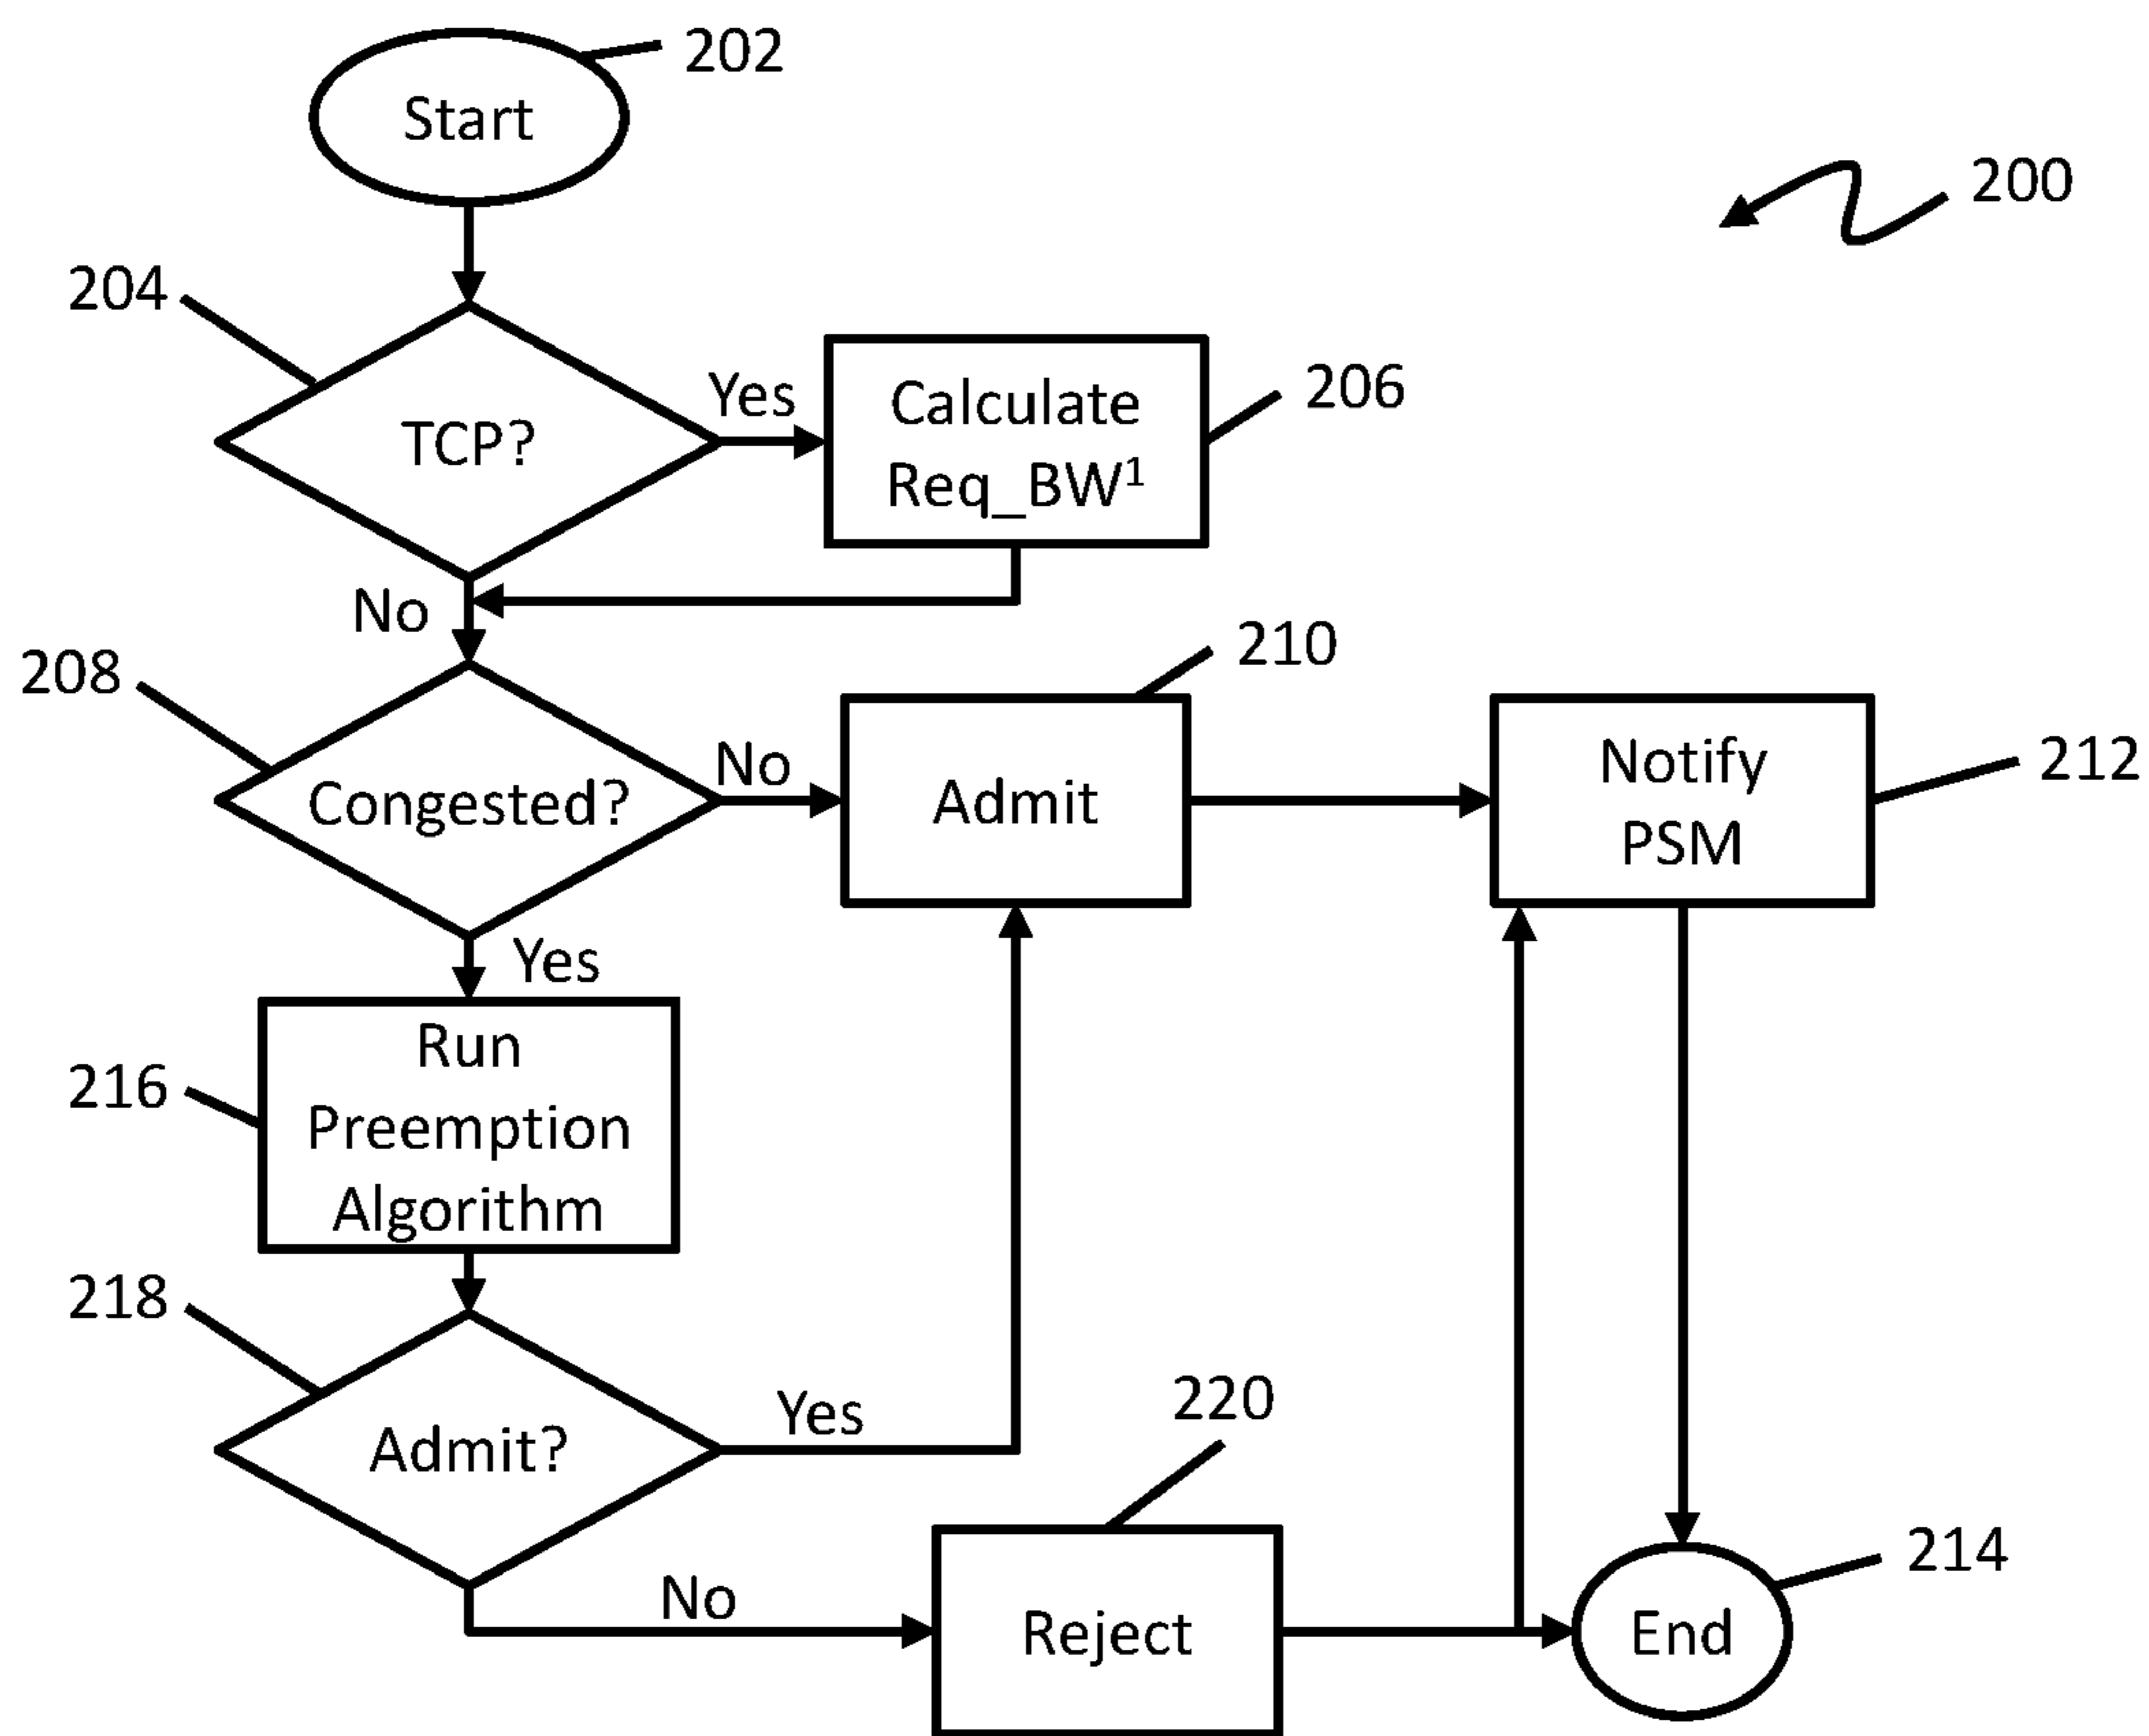 202
Start
200
204
Yes
Calculate
Req_BW¹
206
TCP?
No
210
208
No
Congested?
Admit
Notify
PSM
212
Yes
Run
Preemption
Algorithm
216
218
Yes
220
Admit?
214
No
Reject
End